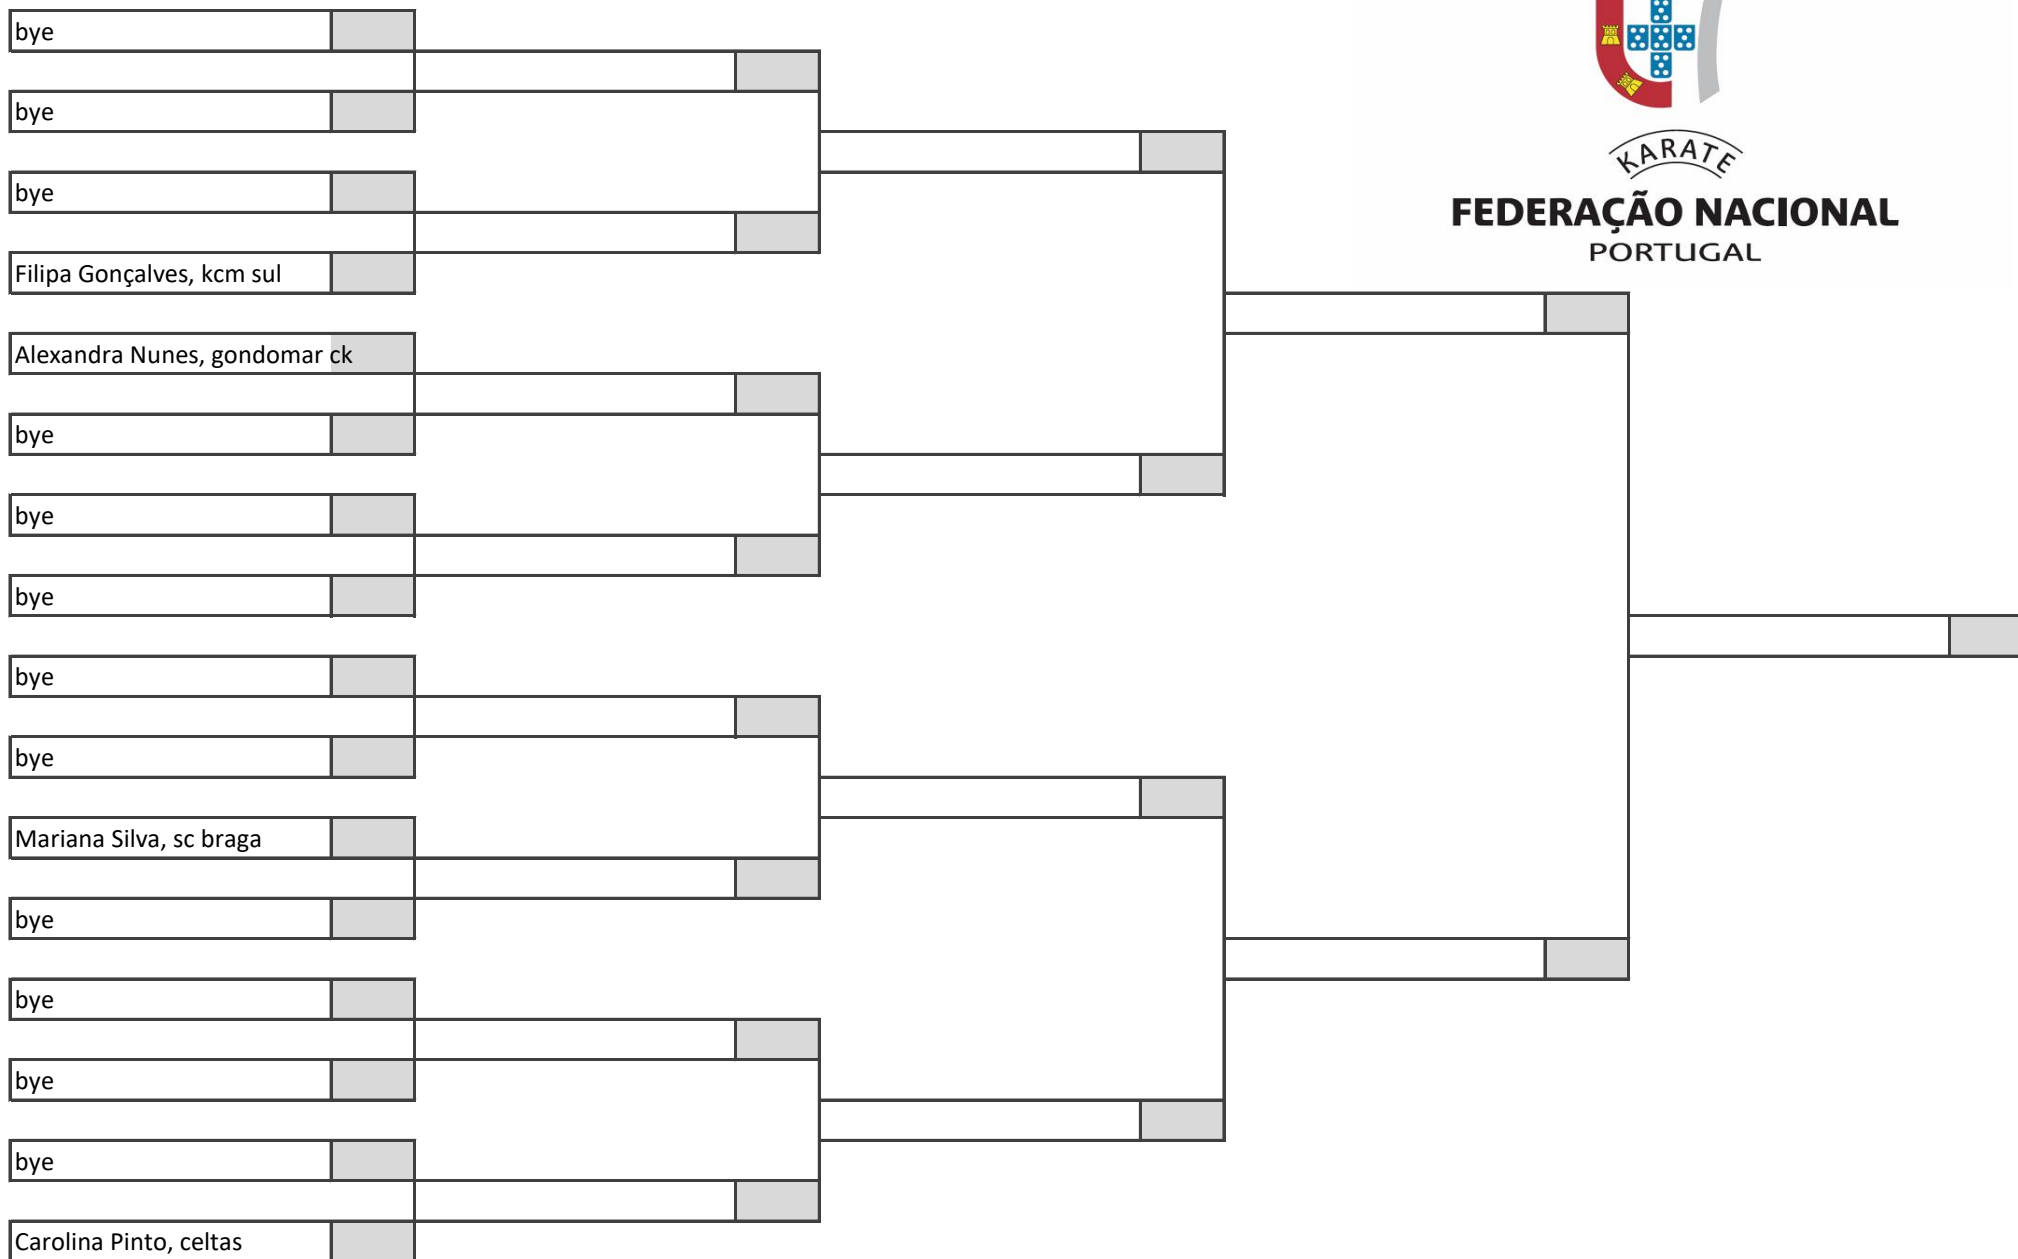 bye
bye
bye
Filipa Gonçalves, kcm sul
Alexandra Nunes, gondomar ck
bye
bye
bye
bye
bye
Mariana Silva, sc braga
bye
bye
bye
bye
Carolina Pinto, celtas
KARATE
FEDERAÇÃO NACIONAL
PORTUGAL